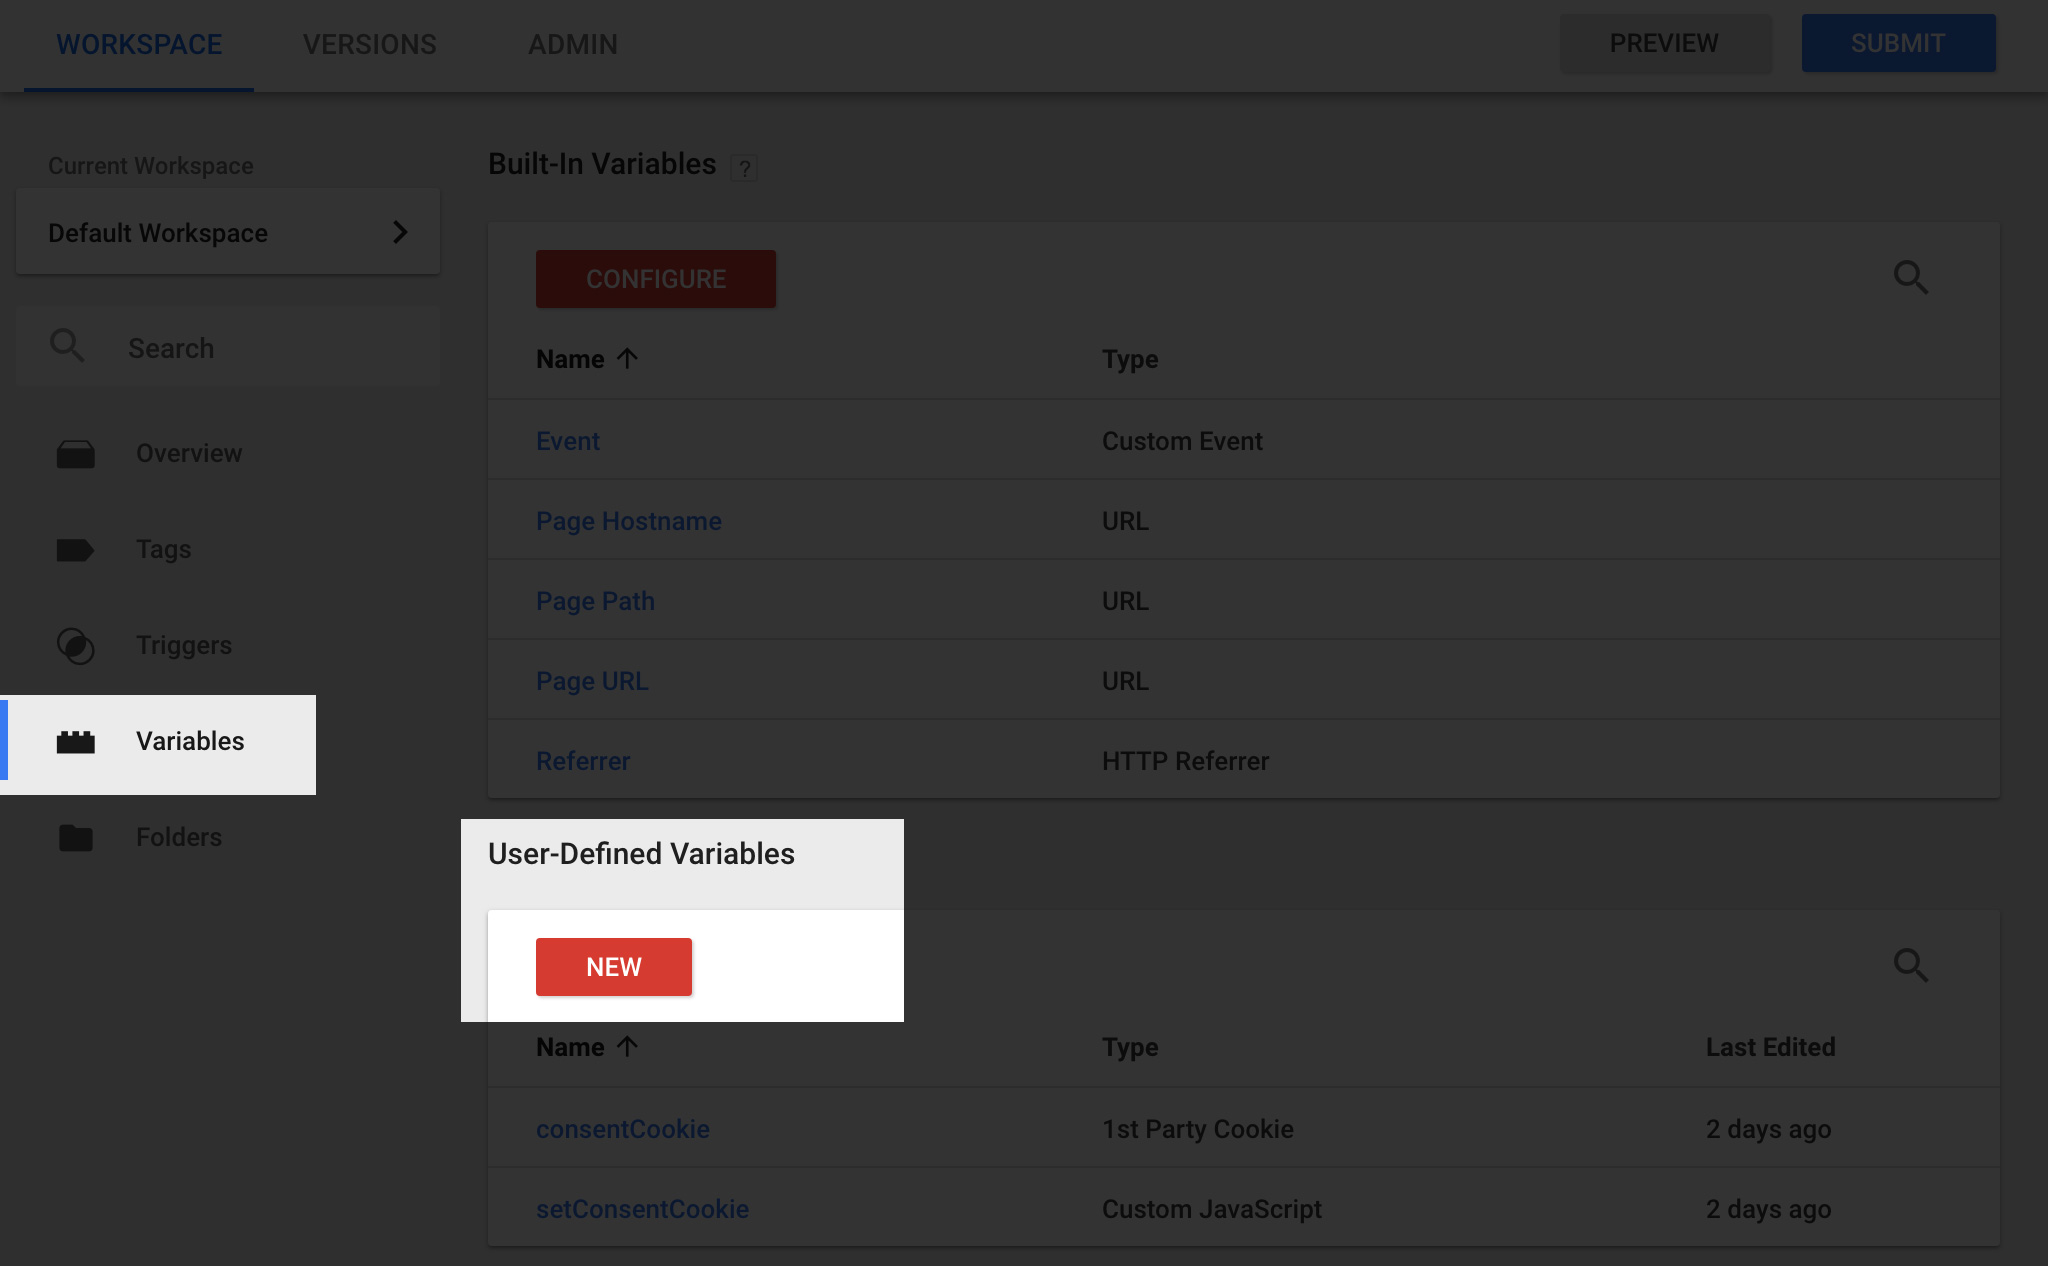 WORKSPACE VERSIONS ADMIN PREVIEW SUBMIT
Current Workspace
Default Workspace
Search
Overview
Tags
Triggers
Variables
Folders
Built-In Variables ?
CONFIGURE
Name Type
Event Custom Event
Page Hostname URL
Page Path URL
Page URL URL
Referrer HTTP Referrer
User-Defined Variables
NEW
Name Type Last Edited
consentCookie 1st Party Cookie 2 days ago
setConsentCookie Custom JavaScript 2 days ago